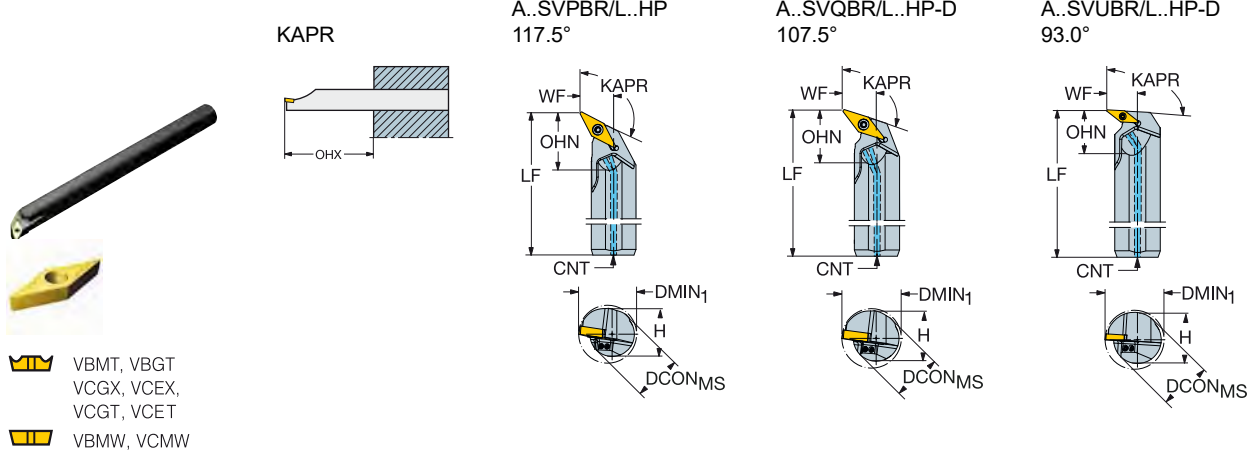 KAPR
OHX
A..SVPBR/L..HP
117.5°
KAPR
WF
OHN
LF
CNT
DMIN1
H
DCONMS
A..SVQBR/L..HP-D
107.5°
KAPR
WF
OHN
LF
CNT
DMIN1
H
DCONMS
A..SVUBR/L..HP-D
93.0°
KAPR
WF
OHN
LF
CNT
DMIN1
H
DCONMS
VBMT, VBGT
VCGX, VCEX,
VCGT, VCET
VBMW, VCMW